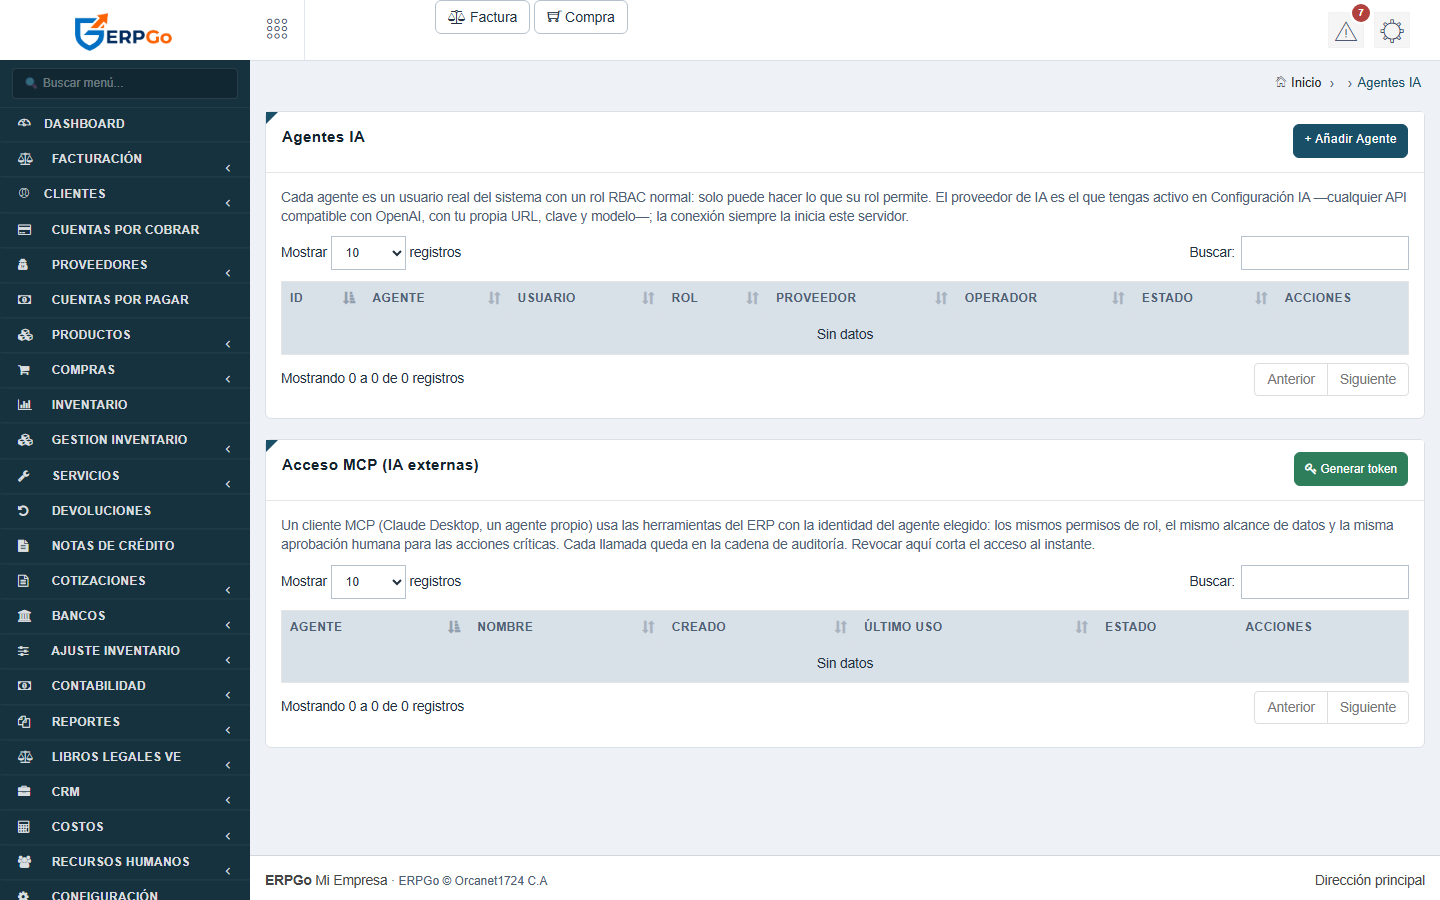 ERPGo
Factura
Compra
7
Buscar menú...
DASHBOARD
FACTURACIÓN
CLIENTES
CUENTAS POR COBRAR
PROVEEDORES
CUENTAS POR PAGAR
PRODUCTOS
COMPRAS
INVENTARIO
GESTION INVENTARIO
SERVICIOS
DEVOLUCIONES
NOTAS DE CRÉDITO
COTIZACIONES
BANCOS
AJUSTE INVENTARIO
CONTABILIDAD
REPORTES
LIBROS LEGALES VE
CRM
COSTOS
RECURSOS HUMANOS
CONFIGURACIÓN
Inicio › › Agentes IA
Agentes IA
+ Añadir Agente
Cada agente es un usuario real del sistema con un rol RBAC normal: solo puede hacer lo que su rol permite. El proveedor de IA es el que tengas activo en Configuración IA —cualquier API
compatible con OpenAI, con tu propia URL, clave y modelo—; la conexión siempre la inicia este servidor.
Mostrar 10 registros
Buscar:
ID AGENTE USUARIO ROL PROVEEDOR OPERADOR ESTADO ACCIONES
Sin datos
Mostrando 0 a 0 de 0 registros
Anterior Siguiente
Acceso MCP (IA externas)
Generar token
Un cliente MCP (Claude Desktop, un agente propio) usa las herramientas del ERP con la identidad del agente elegido: los mismos permisos de rol, el mismo alcance de datos y la misma
aprobación humana para las acciones críticas. Cada llamada queda en la cadena de auditoría. Revocar aquí corta el acceso al instante.
Mostrar 10 registros
Buscar:
AGENTE NOMBRE CREADO ÚLTIMO USO ESTADO ACCIONES
Sin datos
Mostrando 0 a 0 de 0 registros
Anterior Siguiente
ERPGo Mi Empresa · ERPGo © Orcanet1724 C.A
Dirección principal